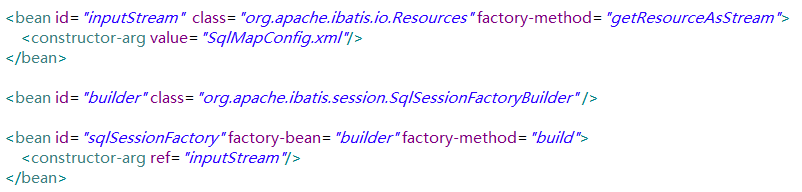 <bean id="inputStream" class="org.apache.ibatis.io.Resources" factory-method="getResourceAsStream">
<constructor-arg value="SqlMapConfig.xml"/>
</bean>
<bean id="builder" class="org.apache.ibatis.session.SqlSessionFactoryBuilder" />
<bean id="sqlSessionFactory" factory-bean="builder" factory-method="build">
<constructor-arg ref="inputStream"/>
</bean>